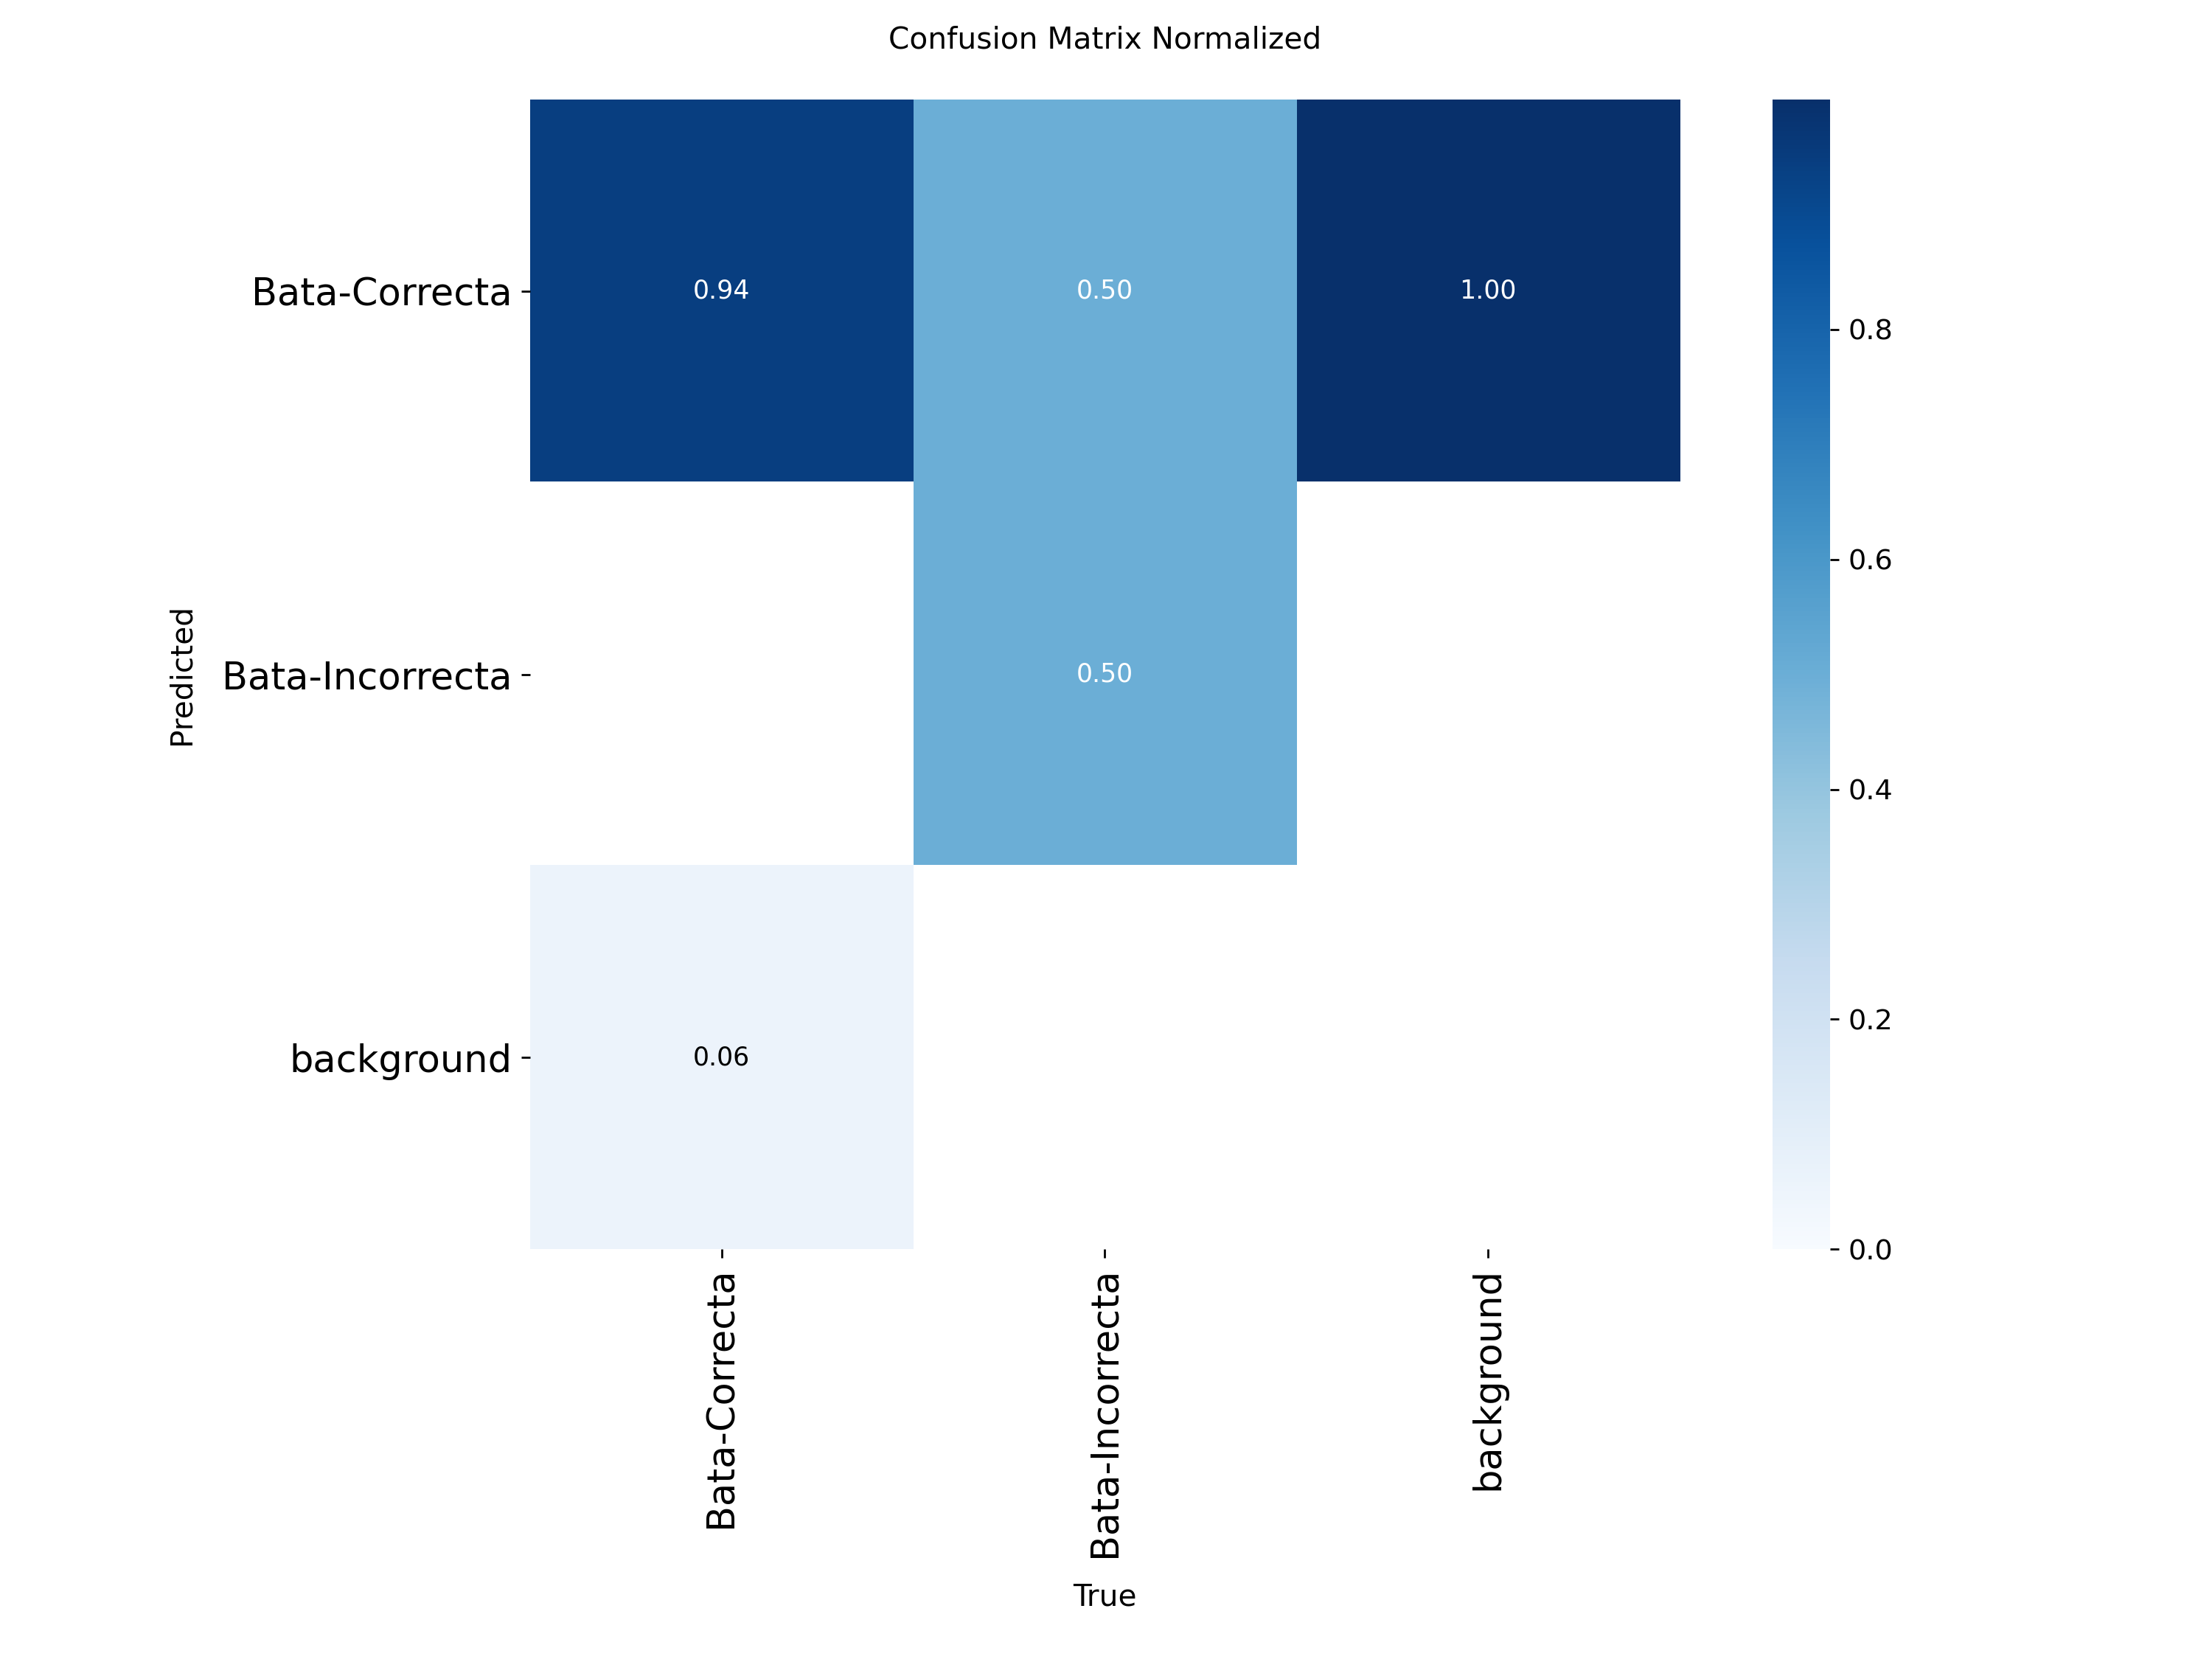 Confusion Matrix Normalized
Predicted
Bata-Correcta
0.94
0.50
1.00
Bata-Incorrecta
0.50
background
0.06
Bata-Correcta
Bata-Incorrecta
background
True
0.8
0.6
0.4
0.2
0.0